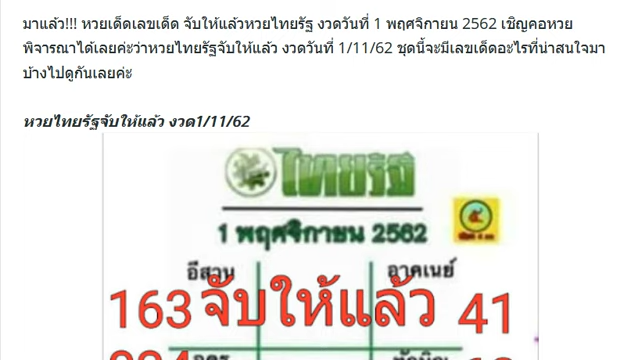 มาแล้ว!!! หวยเด็ดเลขเด็ด จับให้แล้วหวยไทยรัฐ งวดวันที่ 1 พฤศจิกายน 2562 เชิญคอหวย
พิจารณาได้เลยค่ะว่าหวยไทยรัฐจับให้แล้ว งวดวันที่ 1/11/62 ชุดนี้จะมีเลขเด็ดอะไรที่น่าสนใจมา
บ้างไปดูกันเลยค่ะ
หวยไทยรัฐจับให้แล้ว งวด1/11/62
ไทยรัฐ
1 พฤศจิกายน 2562
อีสาน อาคเนย์
163 จับให้แล้ว 41